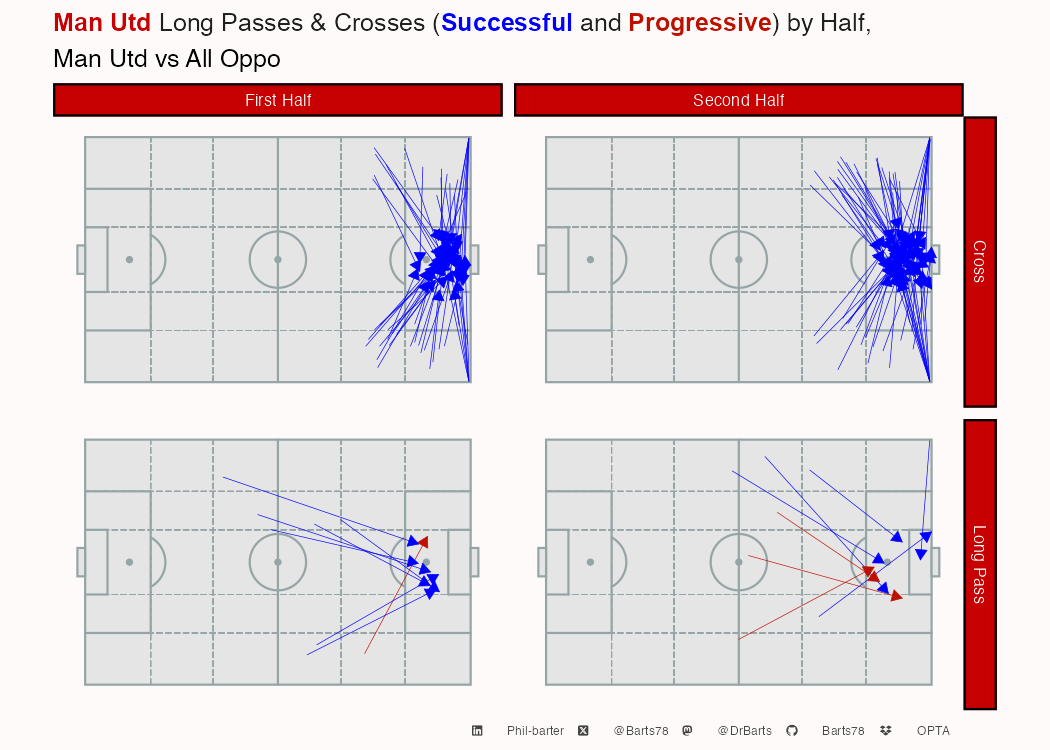 Man Utd Long Passes & Crosses (Successful and Progressive) by Half,
Man Utd vs All Oppo
First Half Second Half
Cross
Long Pass
Phil-barter @Barts78 @DrBarts Barts78 OPTA